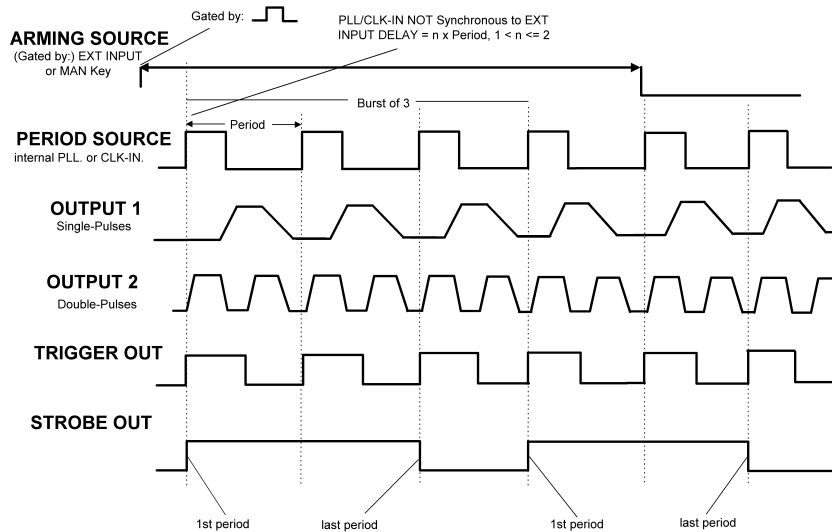 Gated by:
PLL/CLK-IN NOT Synchronous to EXT
INPUT DELAY = n x Period, 1 < n <= 2
ARMING SOURCE
(Gated by:) EXT INPUT
or MAN Key
Burst of 3
Period
PERIOD SOURCE
internal PLL. or CLK-IN.
OUTPUT 1
Single-Pulses
OUTPUT 2
Double-Pulses
TRIGGER OUT
STROBE OUT
1st period
last period
1st period
last period